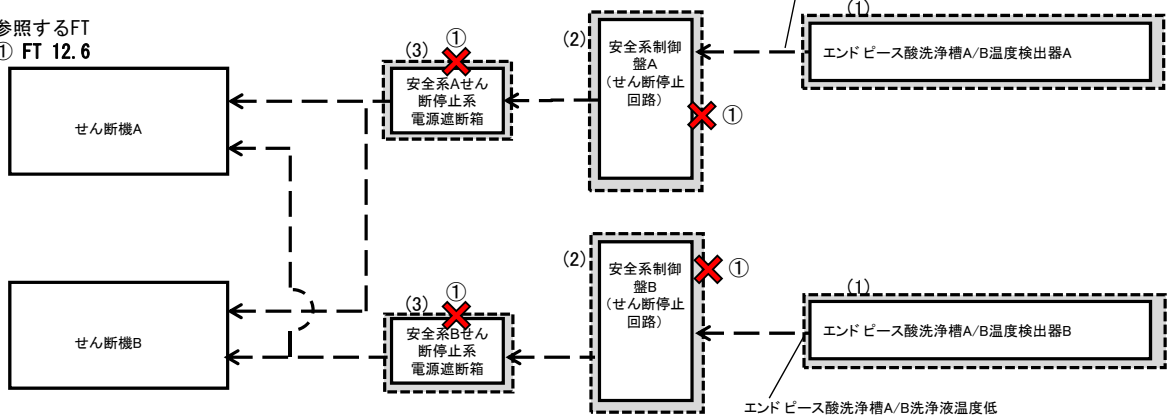 参照するFT
① FT 12.6
せん断機A
(3)
①
安全系Aせん
断停止系
電源遮断箱
(2)
安全系制御
盤A
(せん断停止
回路)
①
(1)
エンドピース酸洗浄槽A/B温度検出器A
せん断機B
(3)
①
安全系Bせん
断停止系
電源遮断箱
(2)
安全系制御
盤B
(せん断停止
回路)
①
(1)
エンドピース酸洗浄槽A/B温度検出器B
エンドピース酸洗浄槽A/B洗浄液温度低